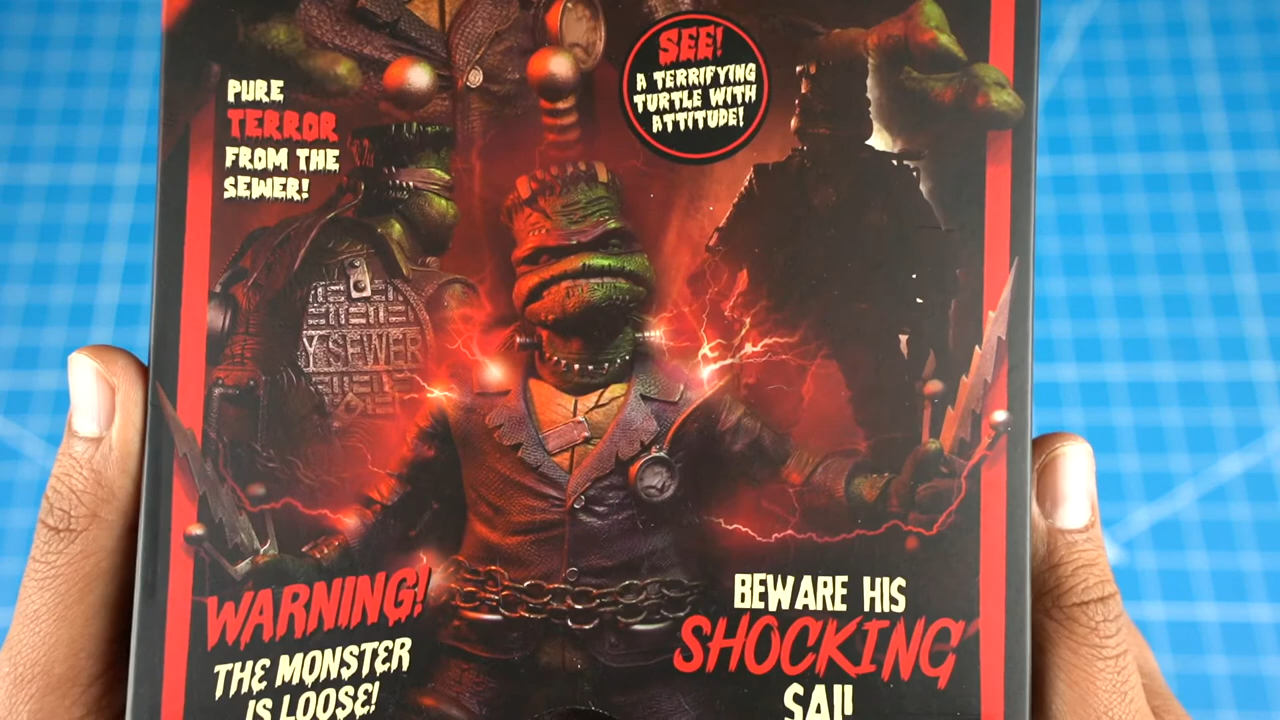 PURE
TERROR
FROM THE
SEWER!
SEE!
A TERRIFYING
TURTLE WITH
ATTITUDE!
Y SEWER
WARNING!
THE MONSTER
IS LOOSE!
BEWARE HIS
SHOCKING